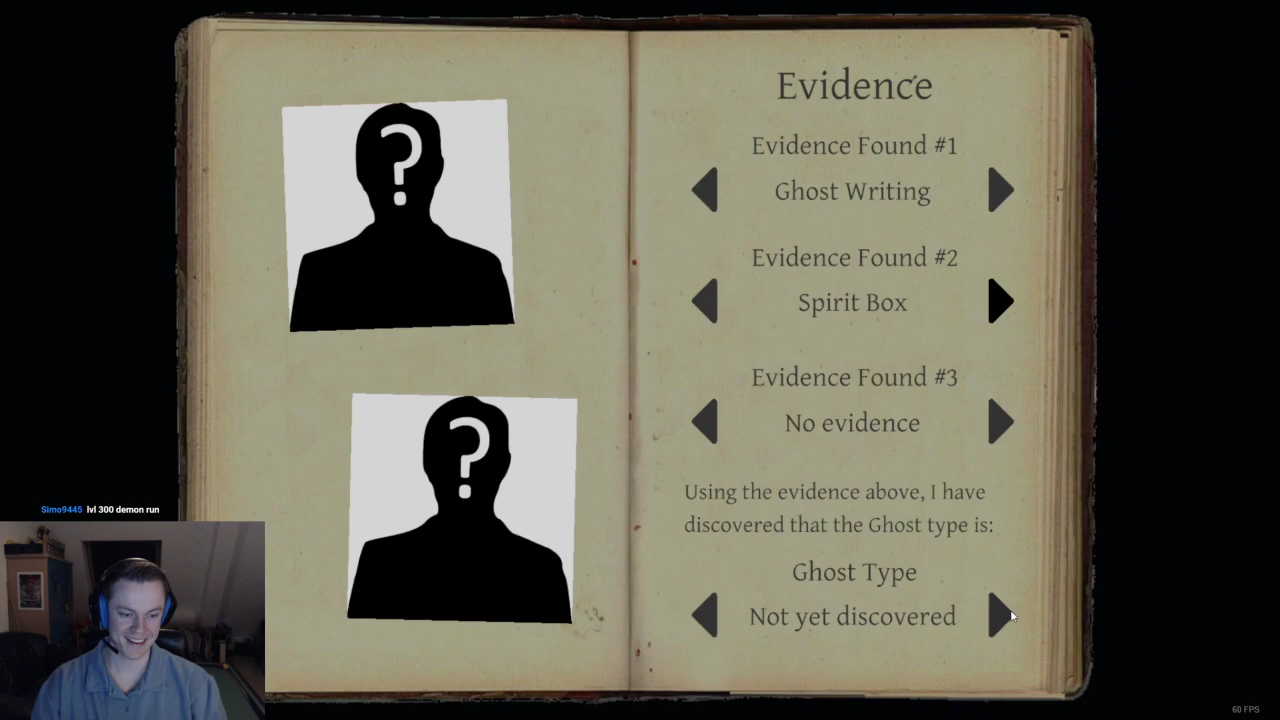 Evidence
Evidence Found #1
Ghost Writing
Evidence Found #2
Spirit Box
Evidence Found #3
No evidence
Using the evidence above, I have
discovered that the Ghost type is:
Ghost Type
Not yet discovered
?
?
Simo9445 lvl 300 demon run
60 FPS